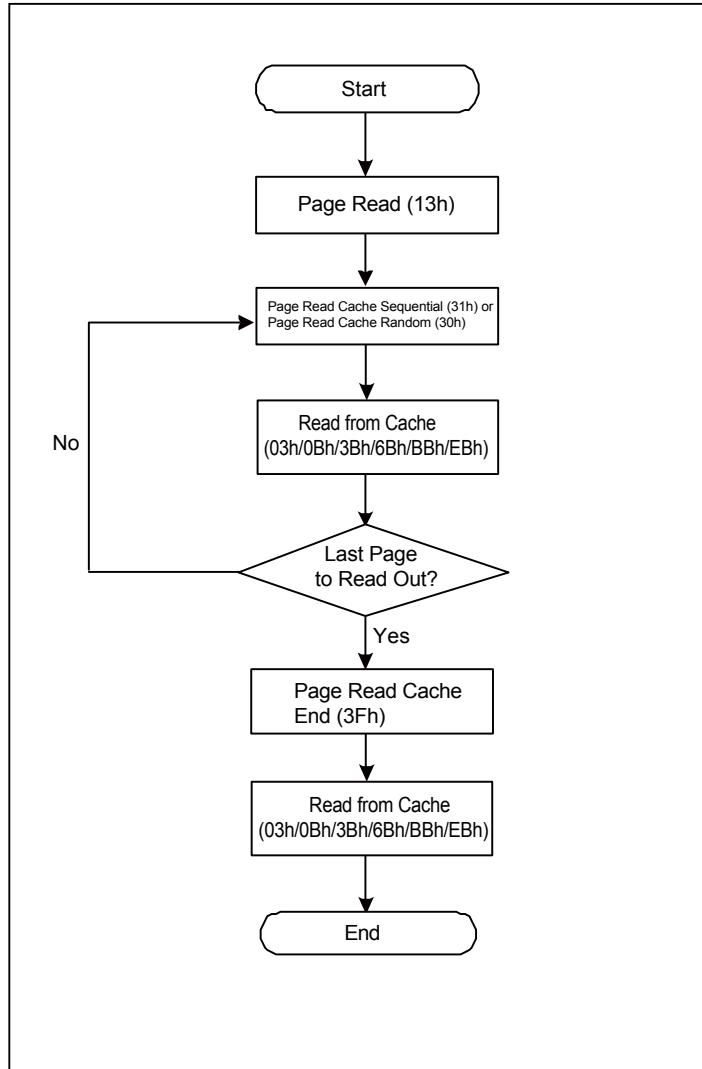 Start
Page Read (13h)
Page Read Cache Sequential (31h) or
Page Read Cache Random (30h)
Read from Cache
(03h/0Bh/3Bh/6Bh/BBh/EBh)
No
Last Page
to Read Out?
Yes
Page Read Cache
End (3Fh)
Read from Cache
(03h/0Bh/3Bh/6Bh/BBh/EBh)
End